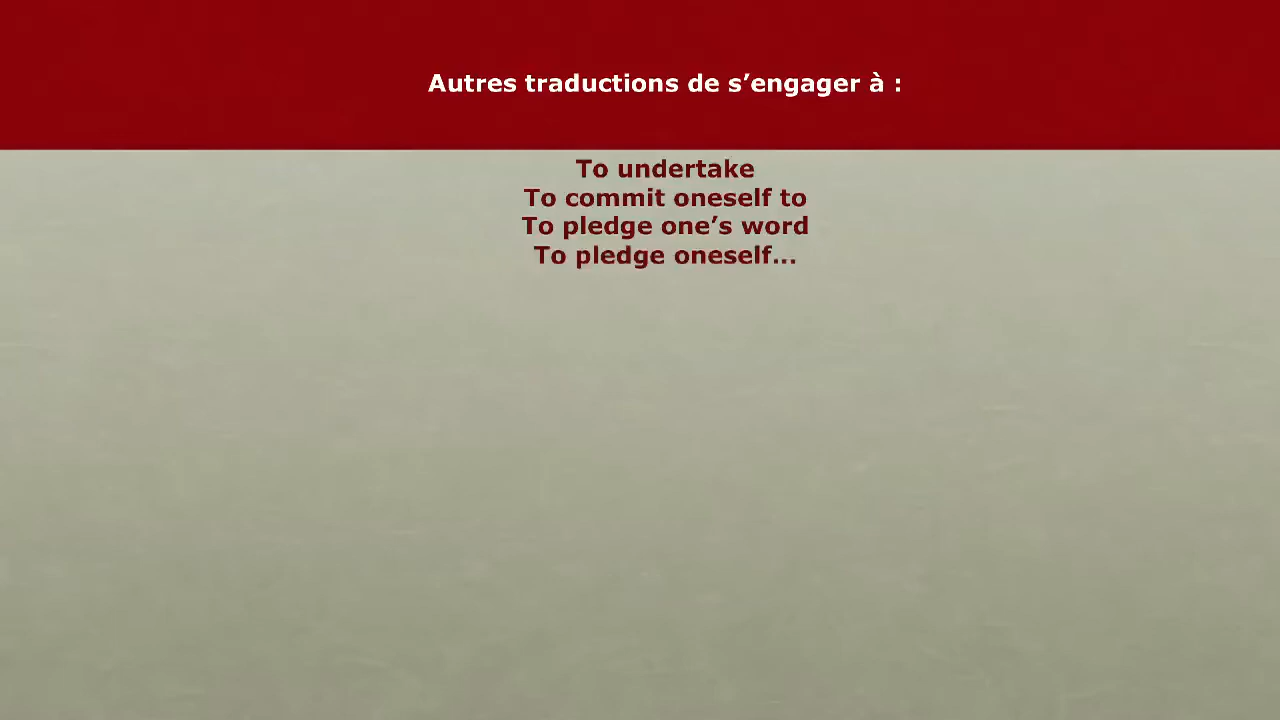 Autres traductions de s’engager à :
To undertake
To commit oneself to
To pledge one’s word
To pledge oneself...